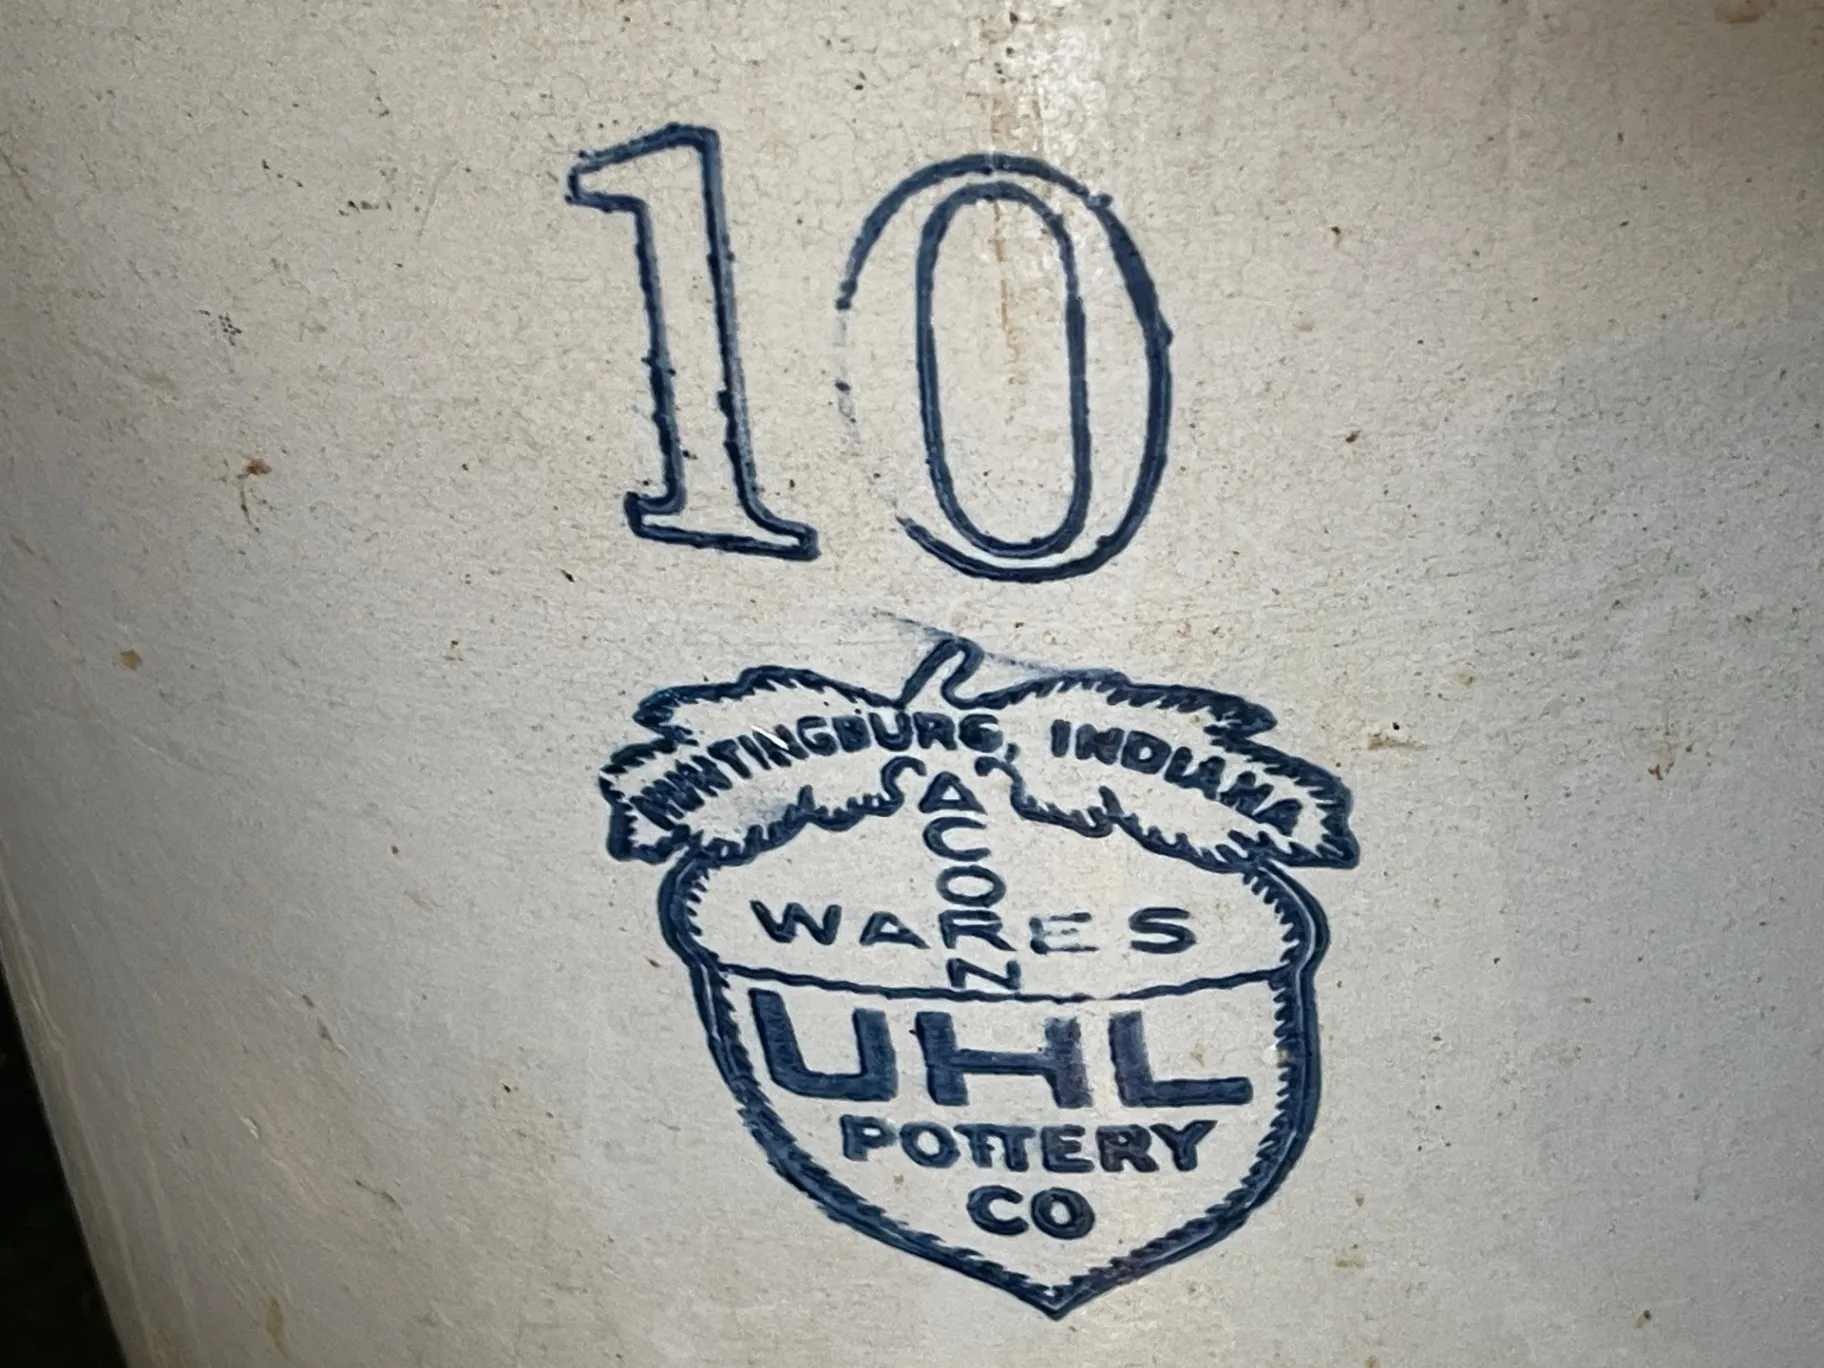 10
HUNTINGBURG, INDIANA
ACORN
WARES
UHL
POTTERY
CO